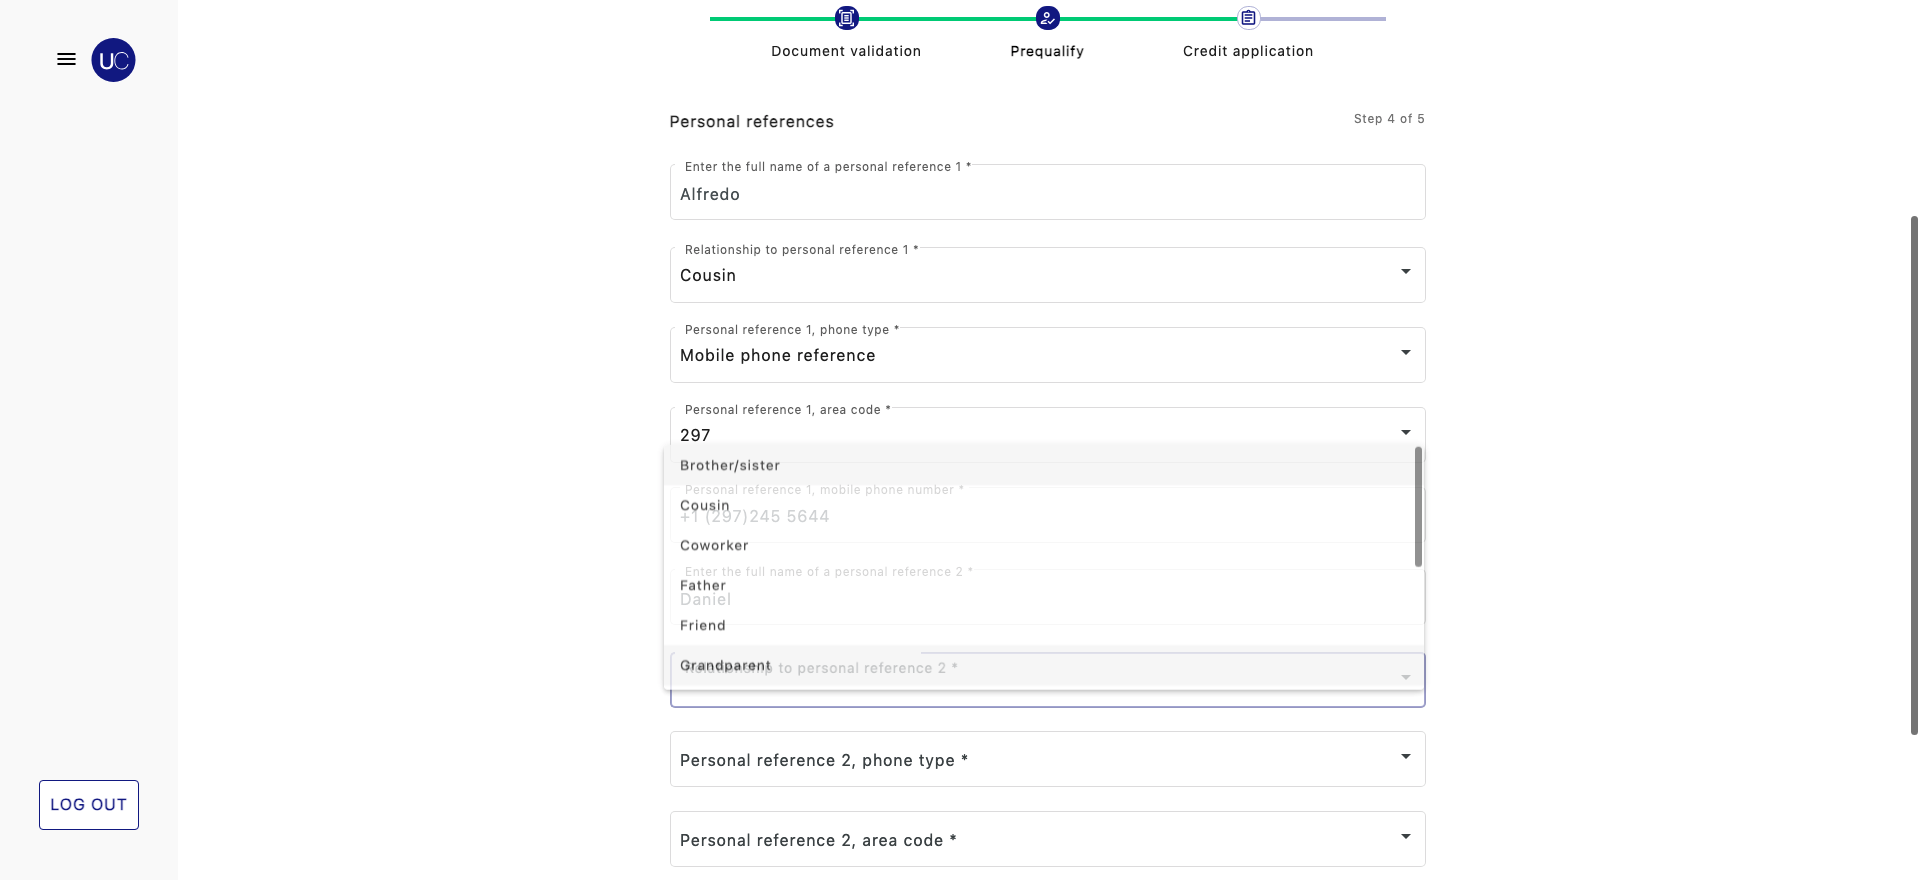 UC
Document validation
Prequalify
Credit application
Personal references
Step 4 of 5
Enter the full name of a personal reference 1 *
Alfredo
Relationship to personal reference 1 *
Cousin
Personal reference 1, phone type *
Mobile phone reference
Personal reference 1, area code *
297
Brother/sister
Personal reference 1, mobile phone number *
Cousin
+1 (297)245 5644
Coworker
Enter the full name of a personal reference 2 *
Father
Daniel
Friend
Grandparent
Relationship to personal reference 2 *
Personal reference 2, phone type *
Personal reference 2, area code *
LOG OUT